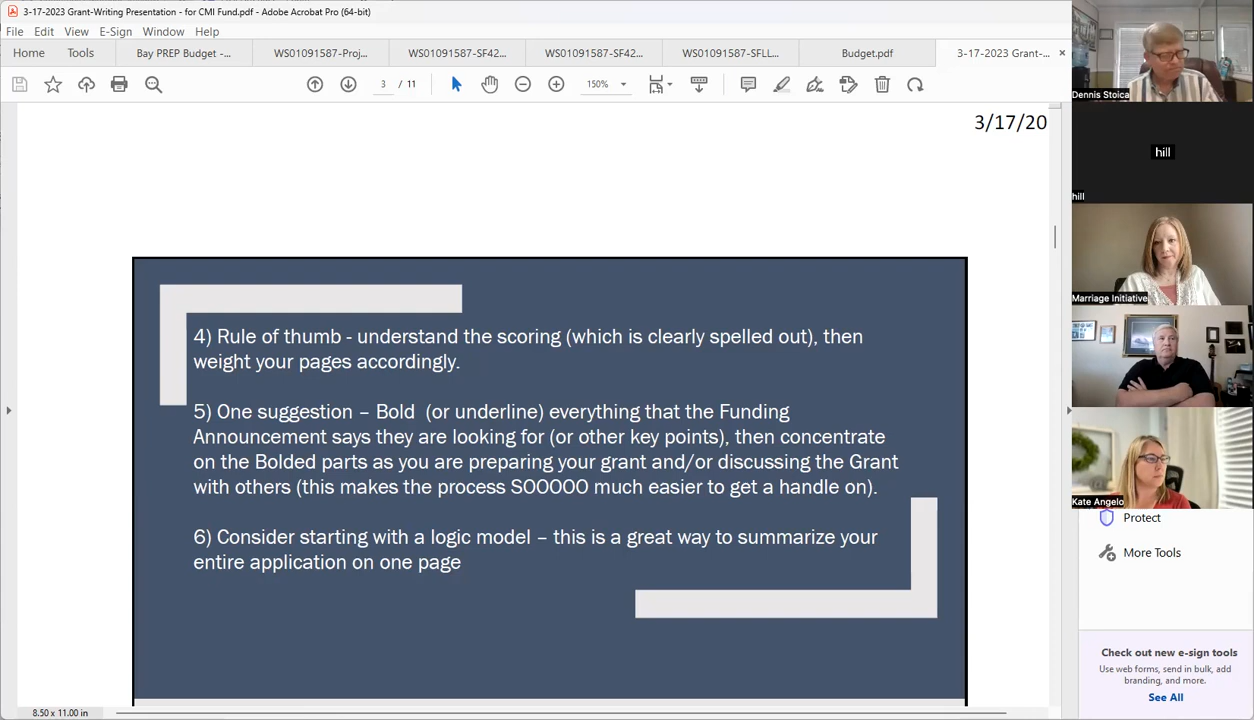 3-17-2023 Grant-Writing Presentation - for CMI Fund.pdf - Adobe Acrobat Pro (64-bit)
File Edit View E-Sign Window Help
Home Tools Bay PREP Budget -... WS01091587-Proj... WS01091587-SF42... WS01091587-SF42... WS01091587-SFLL... Budget.pdf 3-17-2023 Grant-... ×
3 / 11 150%
3/17/20
4) Rule of thumb - understand the scoring (which is clearly spelled out), then
weight your pages accordingly.
5) One suggestion – Bold (or underline) everything that the Funding
Announcement says they are looking for (or other key points), then concentrate
on the Bolded parts as you are preparing your grant and/or discussing the Grant
with others (this makes the process SOOOOO much easier to get a handle on).
6) Consider starting with a logic model – this is a great way to summarize your
entire application on one page
8.50 x 11.00 in
Dennis Stoica
hill
hill
Marriage Initiative
Kate Angelo
Protect
More Tools
Check out new e-sign tools
Use web forms, send in bulk, add
branding, and more.
See All